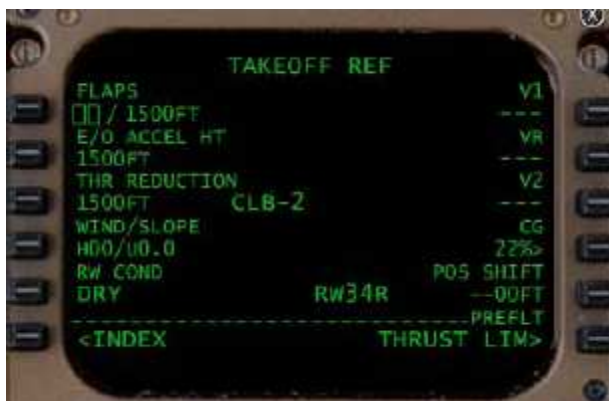 TAKEOFF REF
FLAPS V1
▯▯/1500FT ---
E/O ACCEL HT VR
1500FT ---
THR REDUCTION V2
1500FT CLB-2 ---
WIND/SLOPE CG
H00/U0.0 22%>
RW COND POS SHIFT
DRY RW34R --00FT
--------------------PREFLT
<INDEX THRUST LIM>